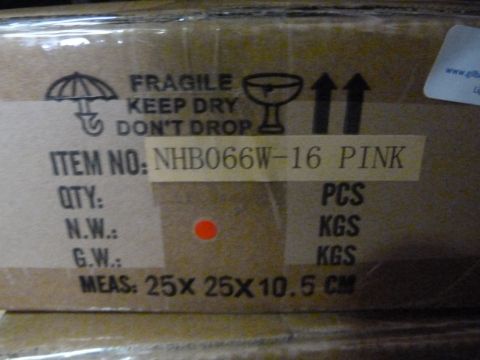 FRAGILE
KEEP DRY
DON'T DROP
ITEM NO: NHB066W-16 PINK
QTY: PCS
N.W.: KGS
G.W.: KGS
MEAS: 25X 25X10.5 CM